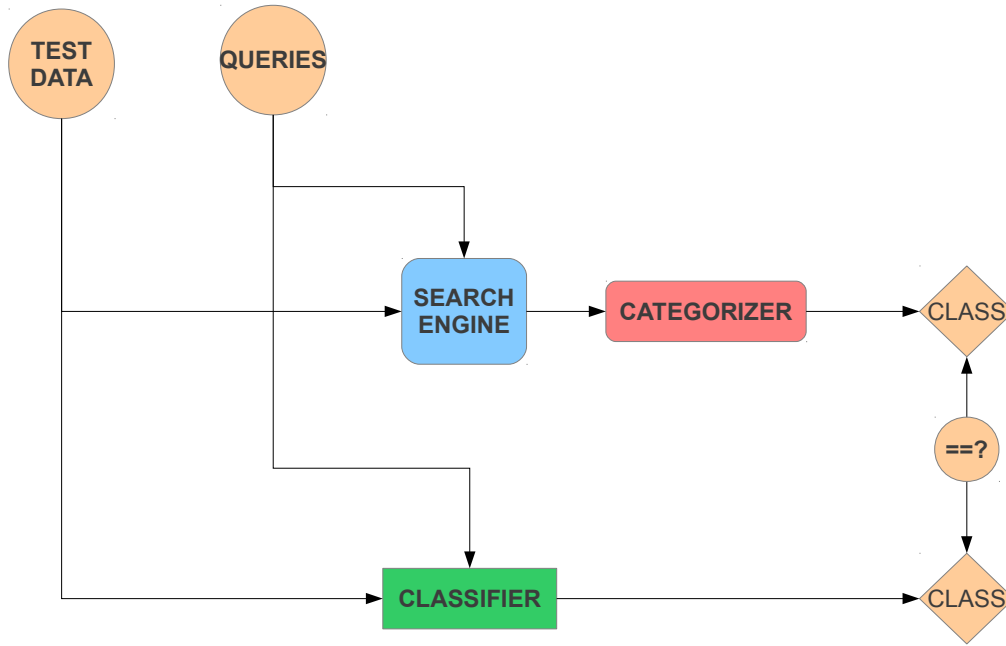 TEST
DATA
QUERIES
SEARCH
ENGINE
CATEGORIZER
CLASS
==?
CLASSIFIER
CLASS